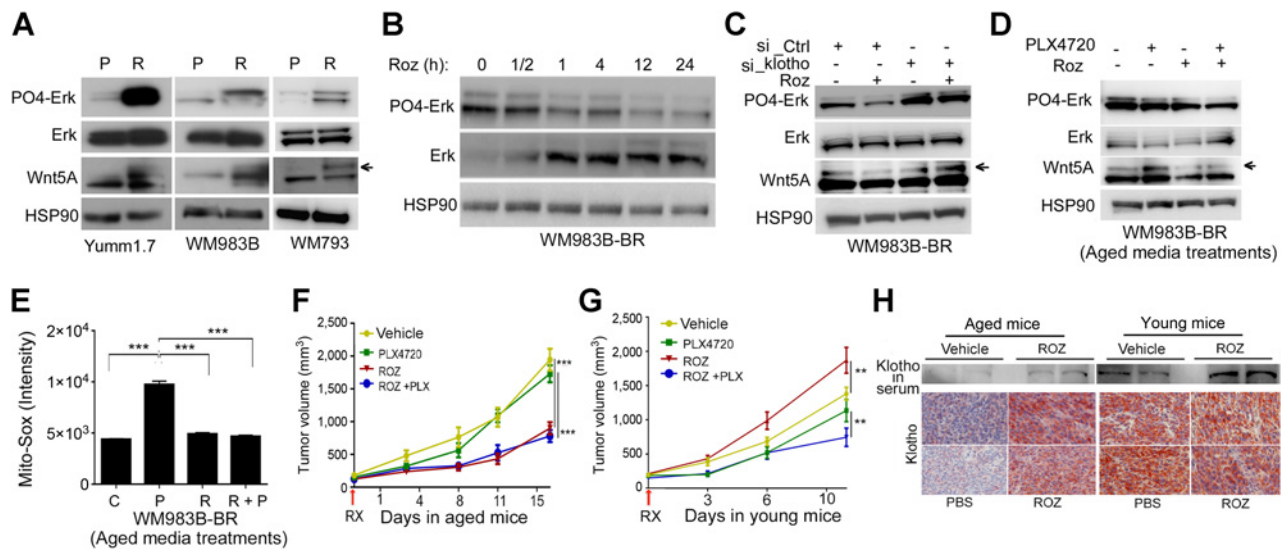 A
P R P R P R
PO4-Erk
Erk
Wnt5A
HSP90
Yumm1.7 WM983B WM793
B
Roz (h): 0 1/2 1 4 12 24
PO4-Erk
Erk
HSP90
WM983B-BR
C
si_Ctrl + + - -
si_klotho - - + +
Roz - + - +
PO4-Erk
Erk
Wnt5A
HSP90
WM983B-BR
D
PLX4720 - + - +
Roz - - + +
PO4-Erk
Erk
Wnt5A
HSP90
WM983B-BR
(Aged media treatments)
E
Mito-Sox (Intensity)
2×10⁴
1×10⁴
5×10³
0
*** *** ***
C P R R + P
WM983B-BR
(Aged media treatments)
F
Tumor volume (mm³)
2,500
2,000
1,500
1,000
500
0
Vehicle
PLX4720
ROZ
ROZ +PLX
***
***
1 4 8 11 15
RX Days in aged mice
G
Tumor volume (mm³)
2,500
2,000
1,500
1,000
500
0
Vehicle
PLX4720
ROZ
ROZ +PLX
**
**
3 6 10
RX Days in young mice
H
Aged mice Young mice
Vehicle ROZ Vehicle ROZ
Klotho
in
serum
Klotho
PBS ROZ PBS ROZ